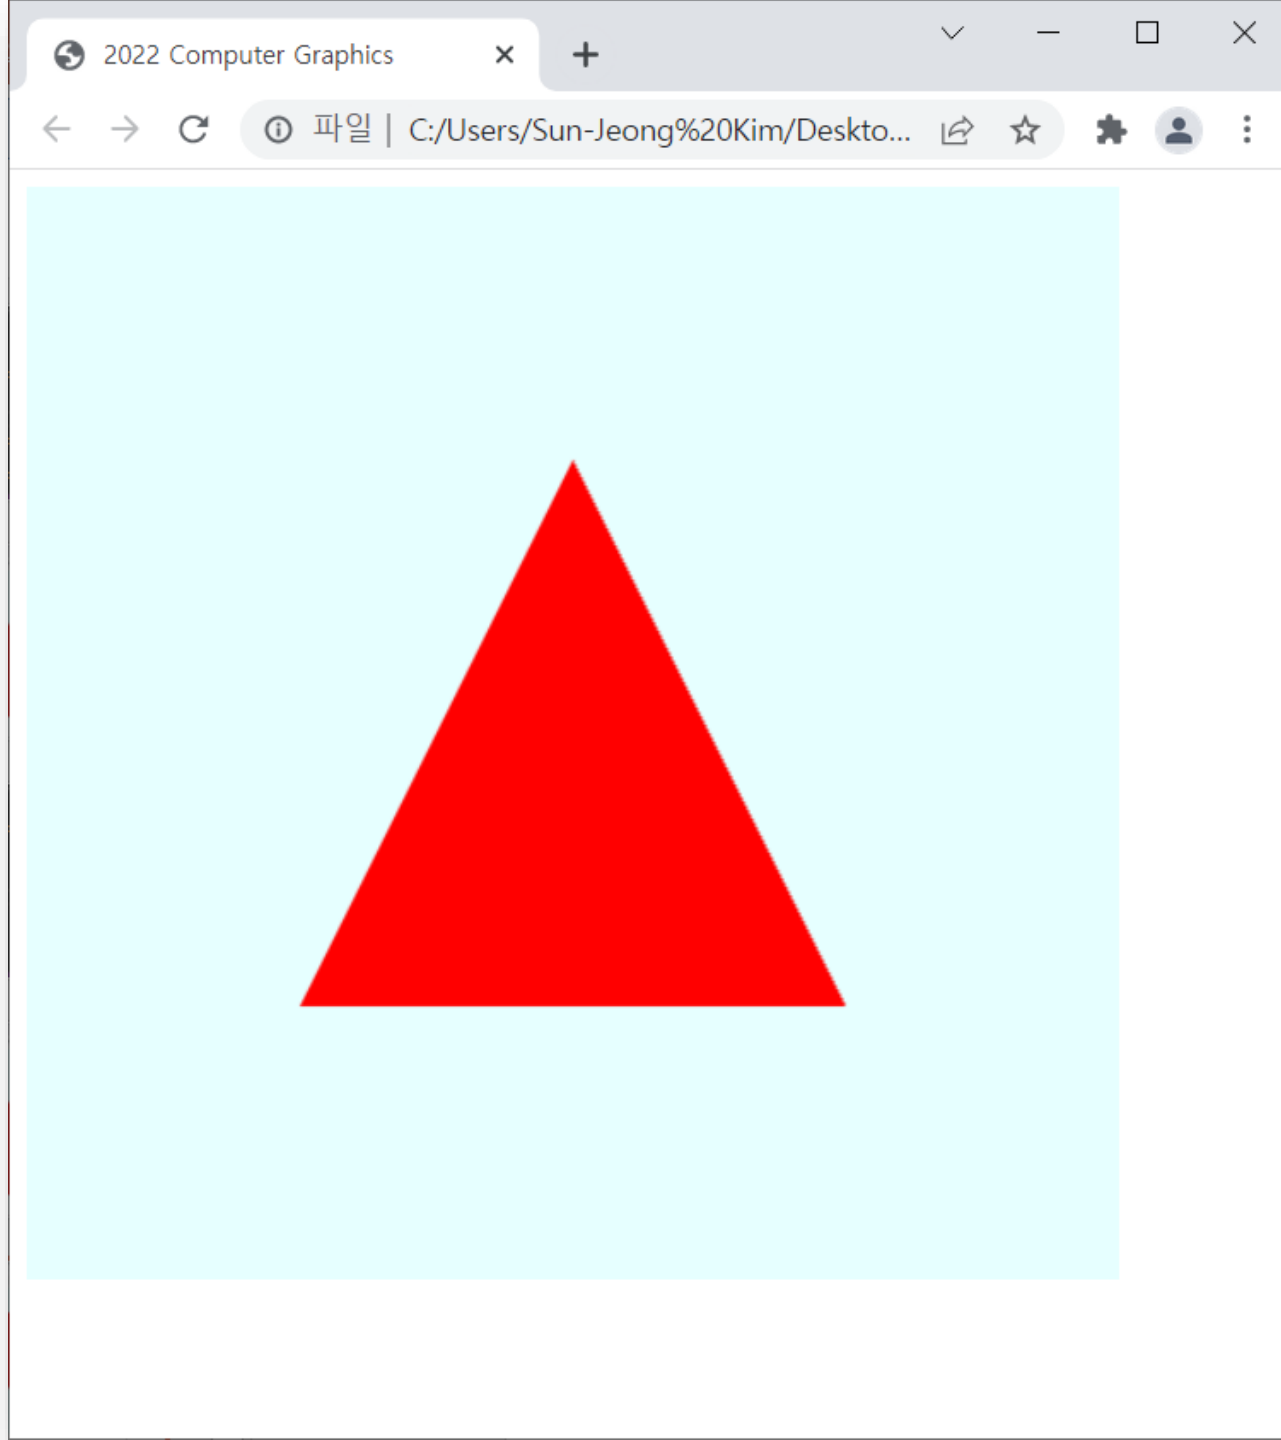 2022 Computer Graphics
파일 | C:/Users/Sun-Jeong%20Kim/Deskto...